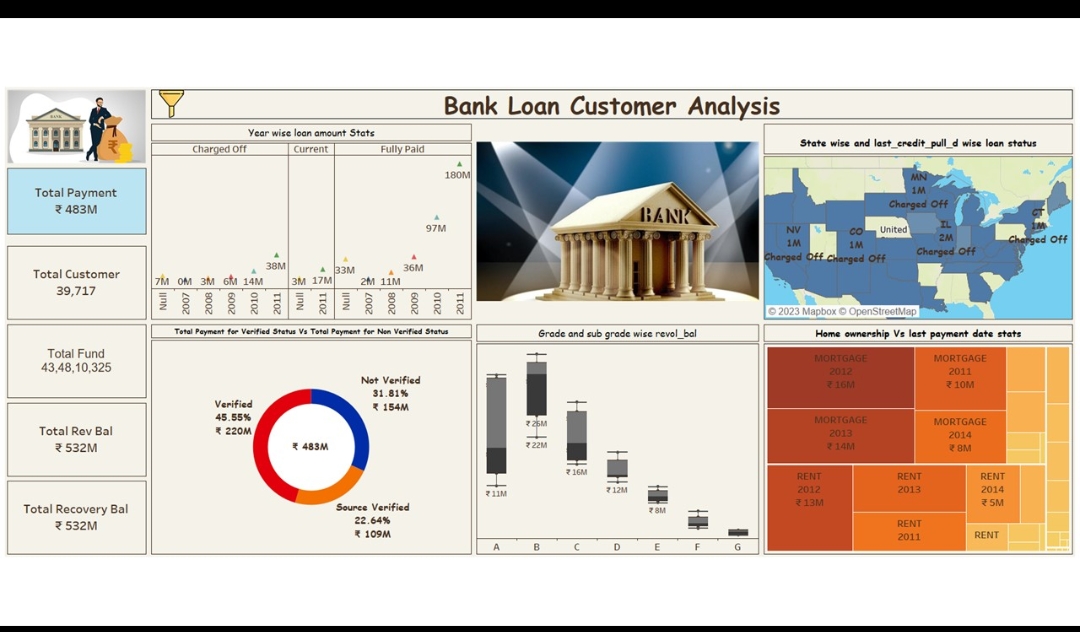 Bank Loan Customer Analysis
BANK
Total Payment
₹ 483M
Total Customer
39,717
Total Fund
43,48,10,325
Total Rev Bal
₹ 532M
Total Recovery Bal
₹ 532M
Year wise loan amount Stats
Charged Off
Current
Fully Paid
7M
0M
3M
6M
14M
38M
3M
17M
33M
2M
11M
36M
97M
180M
Null
2007
2008
2009
2010
2011
Null
2011
Null
2007
2008
2009
2010
2011
BANK
State wise and last_credit_pull_d wise loan status
MN
1M
Charged Off
NV
1M
Charged Off
CO
1M
Charged Off
United
IL
2M
Charged Off
CT
1M
Charged Off
© 2023 Mapbox © OpenStreetMap
Total Payment for Verified Status Vs Total Payment for Non Verified Status
Not Verified
31.81%
₹ 154M
Verified
45.55%
₹ 220M
₹ 483M
Source Verified
22.64%
₹ 109M
Grade and sub grade wise revol_bal
₹ 11M
₹ 26M
₹ 22M
₹ 16M
₹ 12M
₹ 8M
A
B
C
D
E
F
G
Home ownership Vs last payment date stats
MORTGAGE
2012
₹ 16M
MORTGAGE
2011
₹ 10M
MORTGAGE
2013
₹ 14M
MORTGAGE
2014
₹ 8M
RENT
2012
₹ 13M
RENT
2013
RENT
2014
₹ 5M
RENT
2011
RENT